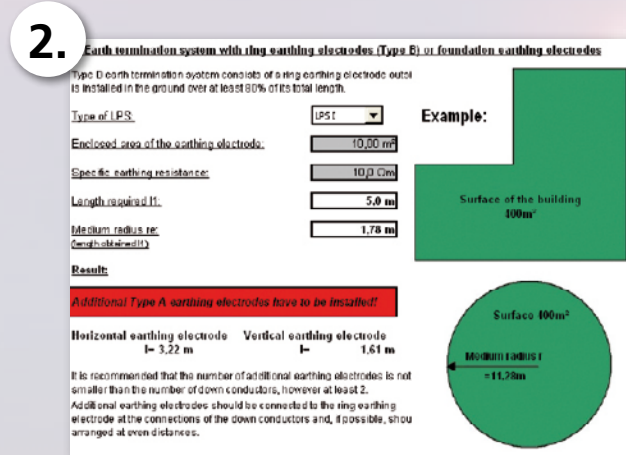 2.
Earth termination system with ring earthing electrodes (Type B) or foundation earthing electrodes
Type B earth termination system consists of a ring earthing electrode outsi
is installed in the ground over at least 80% of its total length.
Type of LPS:
LPS I
Example:
Enclosed area of the earthing electrode:
10,00 m²
Specific earthing resistance:
10,0 Ωm
Length required l1:
5.0 m
Medium radius re:
1,78 m
(length obtained l1)
Surface of the building
400m²
Result:
Additional Type A earthing electrodes have to be installed!
Horizontal earthing electrode Vertical earthing electrode
l= 3,22 m l= 1,61 m
It is recommended that the number of additional earthing electrodes is not
smaller than the number of down conductors, however at least 2.
Additional earthing electrodes should be connected to the ring earthing
electrode at the connections of the down conductors and, if possible, shou
arranged at even distances.
Surface 400m²
Medium radius r
=11,28m